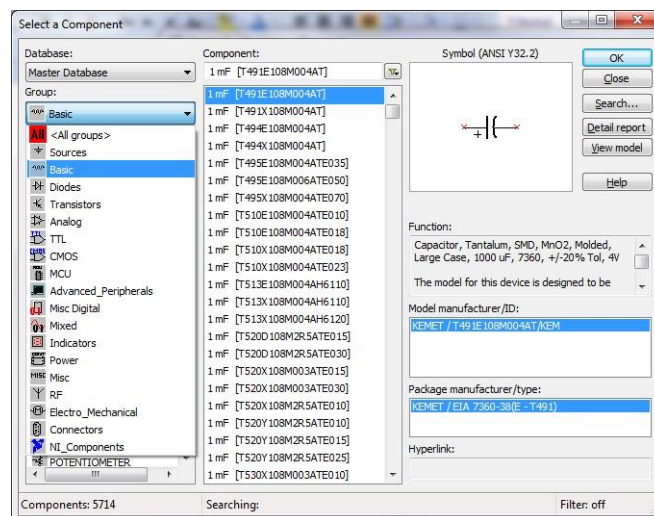 Select a Component
Database:
Master Database
Group:
Basic
All <All groups>
Sources
Basic
Diodes
Transistors
Analog
TTL
CMOS
MCU
Advanced_Peripherals
Misc Digital
Mixed
Indicators
Power
Misc
RF
Electro_Mechanical
Connectors
NI_Components
POTENTIOMETER
Component:
1 mF [T491E108M004AT]
1 mF [T491E108M004AT]
1 mF [T491X108M004AT]
1 mF [T494E108M004AT]
1 mF [T494X108M004AT]
1 mF [T495E108M004ATE035]
1 mF [T495E108M006ATE050]
1 mF [T495X108M004ATE070]
1 mF [T510E108M004ATE010]
1 mF [T510E108M004ATE018]
1 mF [T510X108M004ATE018]
1 mF [T510X108M004ATE023]
1 mF [T513E108M004AH6110]
1 mF [T513X108M004AH6110]
1 mF [T513X108M004AH6120]
1 mF [T520D108M2R5ATE015]
1 mF [T520D108M2R5ATE030]
1 mF [T520X108M003ATE015]
1 mF [T520X108M003ATE030]
1 mF [T520Y108M2R5ATE010]
1 mF [T520Y108M2R5ATE010]
1 mF [T520Y108M2R5ATE015]
1 mF [T520Y108M2R5ATE025]
1 mF [T530X108M003ATE010]
Symbol (ANSI Y32.2)
+
Function:
Capacitor, Tantalum, SMD, MnO2, Molded,
Large Case, 1000 uF, 7360, +/-20% Tol, 4V
The model for this device is designed to be
Model manufacturer/ID:
KEMET / T491E108M004AT/KEM
Package manufacturer/type:
KEMET / EIA 7360-38(E - T491)
Hyperlink:
OK
Close
Search...
Detail report
View model
Help
Components: 5714
Searching:
Filter: off